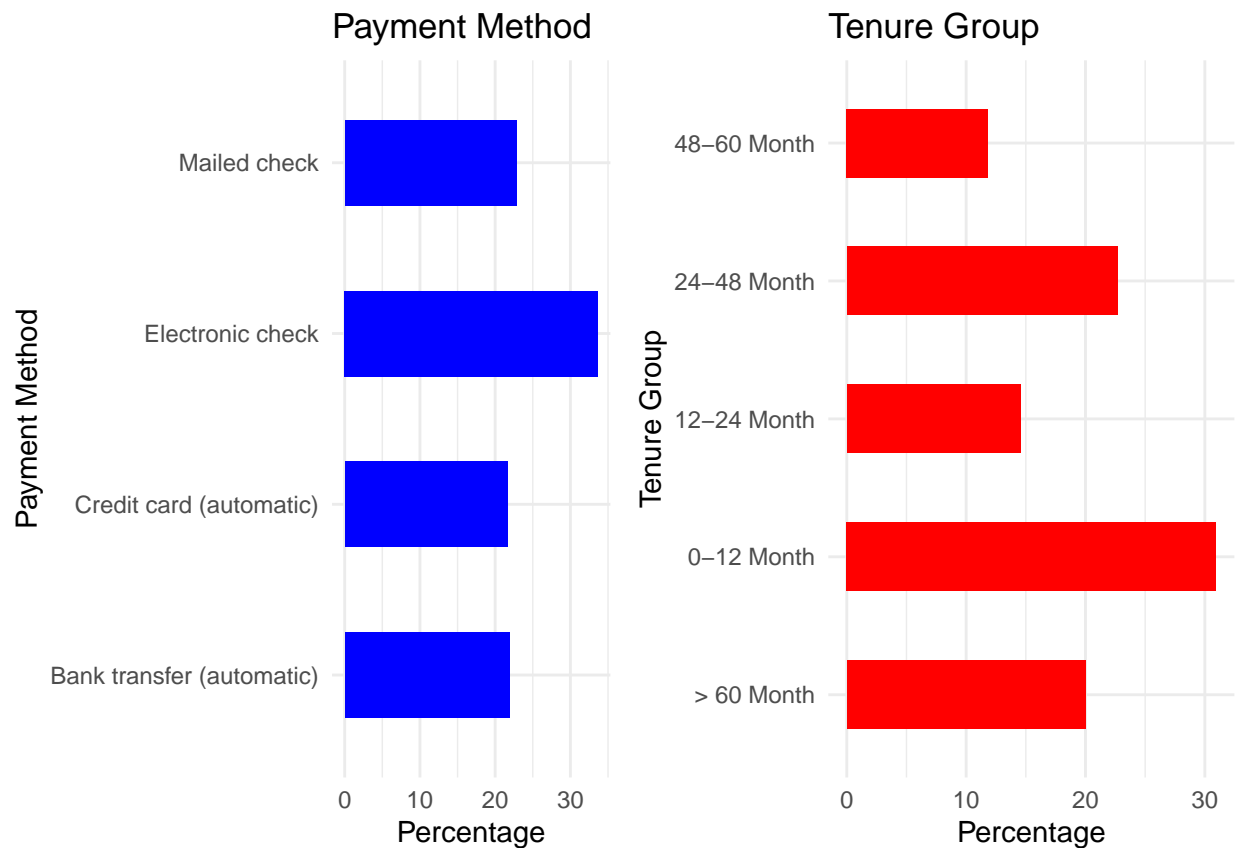 Payment Method
Payment Method
Mailed check
Electronic check
Credit card (automatic)
Bank transfer (automatic)
0 10 20 30
Percentage
Tenure Group
Tenure Group
48−60 Month
24−48 Month
12−24 Month
0−12 Month
> 60 Month
0 10 20 30
Percentage